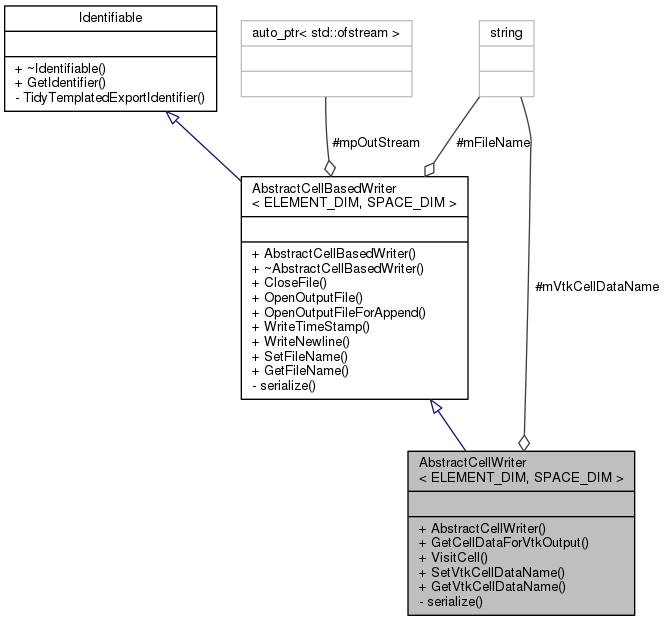 Identifiable
+ ~Identifiable()
+ GetIdentifier()
- TidyTemplatedExportIdentifier()
auto_ptr< std::ofstream >
string
#mpOutStream
#mFileName
AbstractCellBasedWriter
< ELEMENT_DIM, SPACE_DIM >
+ AbstractCellBasedWriter()
+ ~AbstractCellBasedWriter()
+ CloseFile()
+ OpenOutputFile()
+ OpenOutputFileForAppend()
+ WriteTimeStamp()
+ WriteNewline()
+ SetFileName()
+ GetFileName()
- serialize()
#mVtkCellDataName
AbstractCellWriter
< ELEMENT_DIM, SPACE_DIM >
+ AbstractCellWriter()
+ GetCellDataForVtkOutput()
+ VisitCell()
+ SetVtkCellDataName()
+ GetVtkCellDataName()
- serialize()